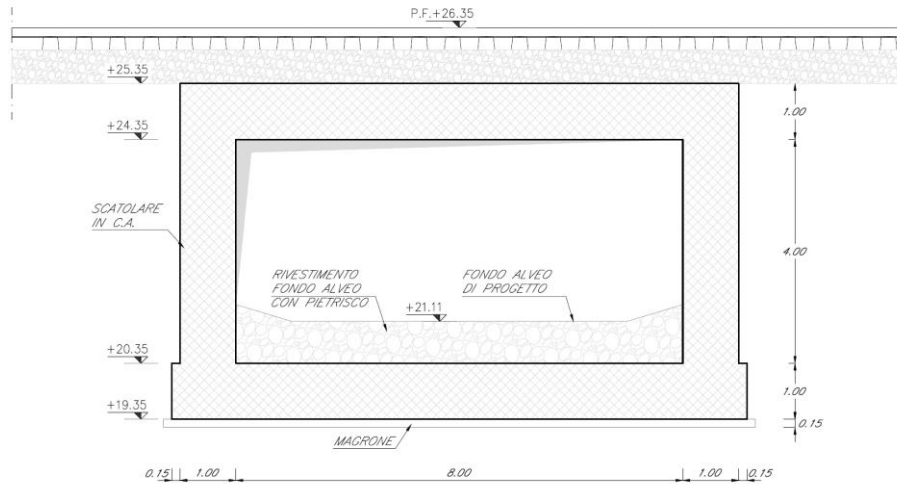 P.F.+26.35
+25.35
1.00
+24.35
SCATOLARE
IN C.A.
4.00
RIVESTIMENTO
FONDO ALVEO
CON PIETRISCO
FONDO ALVEO
DI PROGETTO
+21.11
+20.35
1.00
+19.35
0.15
MAGRONE
0.15 1.00 8.00 1.00 0.15